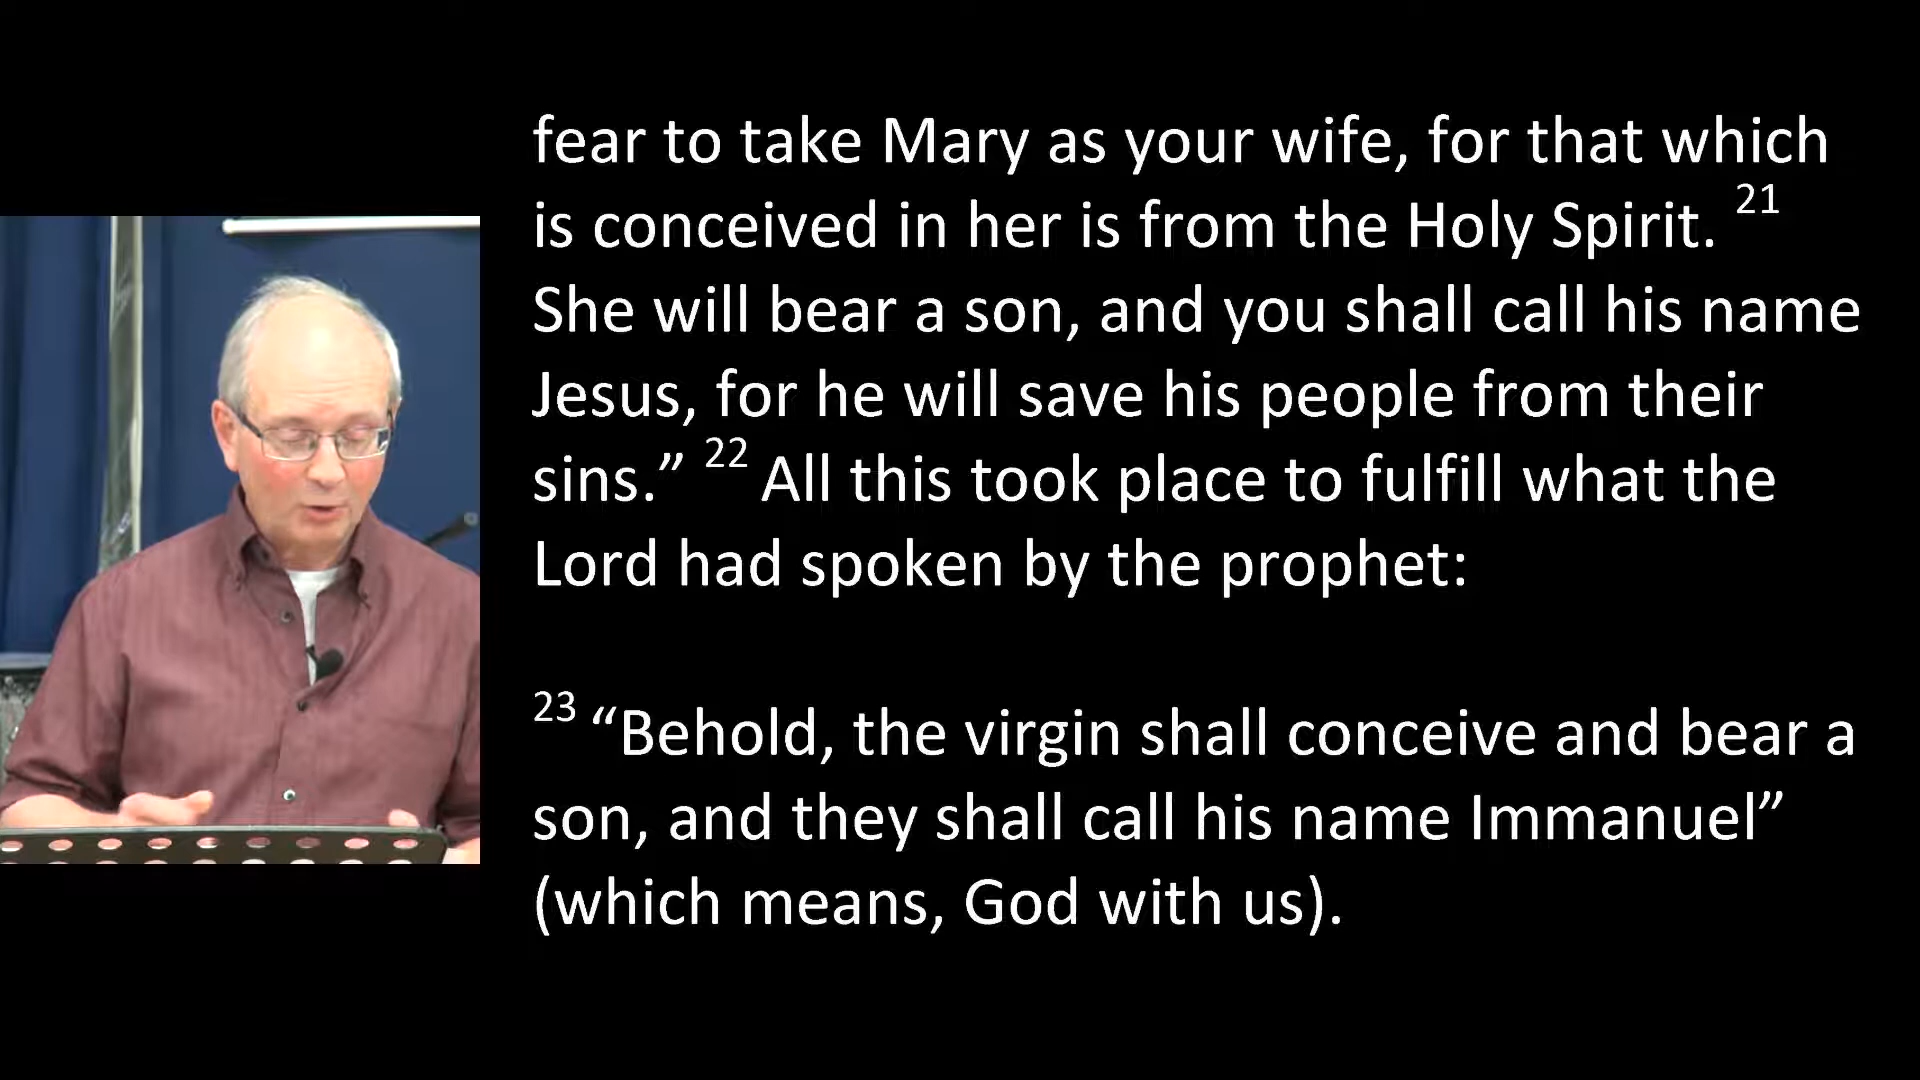 fear to take Mary as your wife, for that which
is conceived in her is from the Holy Spirit. 21
She will bear a son, and you shall call his name
Jesus, for he will save his people from their
sins.” 22 All this took place to fulfill what the
Lord had spoken by the prophet:
23 “Behold, the virgin shall conceive and bear a
son, and they shall call his name Immanuel”
(which means, God with us).